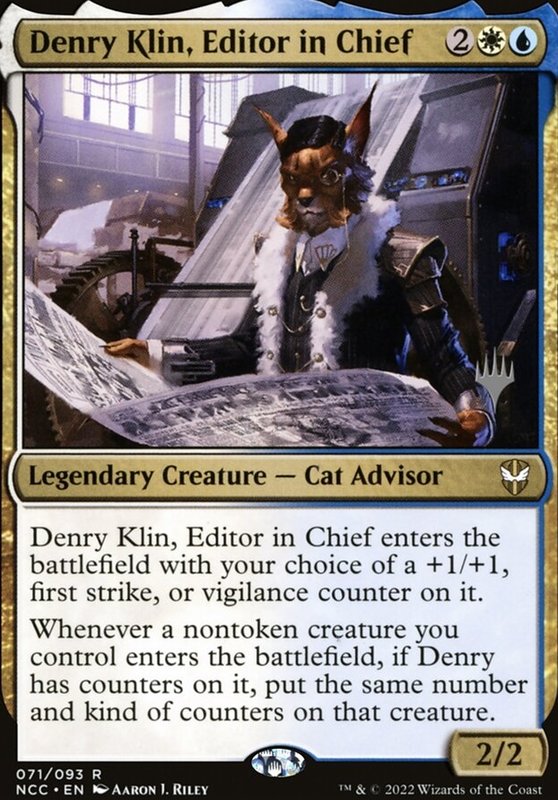 Denry Klin, Editor in Chief 2
Legendary Creature — Cat Advisor
Denry Klin, Editor in Chief enters the
battlefield with your choice of a +1/+1,
first strike, or vigilance counter on it.
Whenever a nontoken creature you
control enters the battlefield, if Denry
has counters on it, put the same number
and kind of counters on that creature.
2/2
071/093 R
NCC • EN AARON J. RILEY
™ & © 2022 Wizards of the Coast